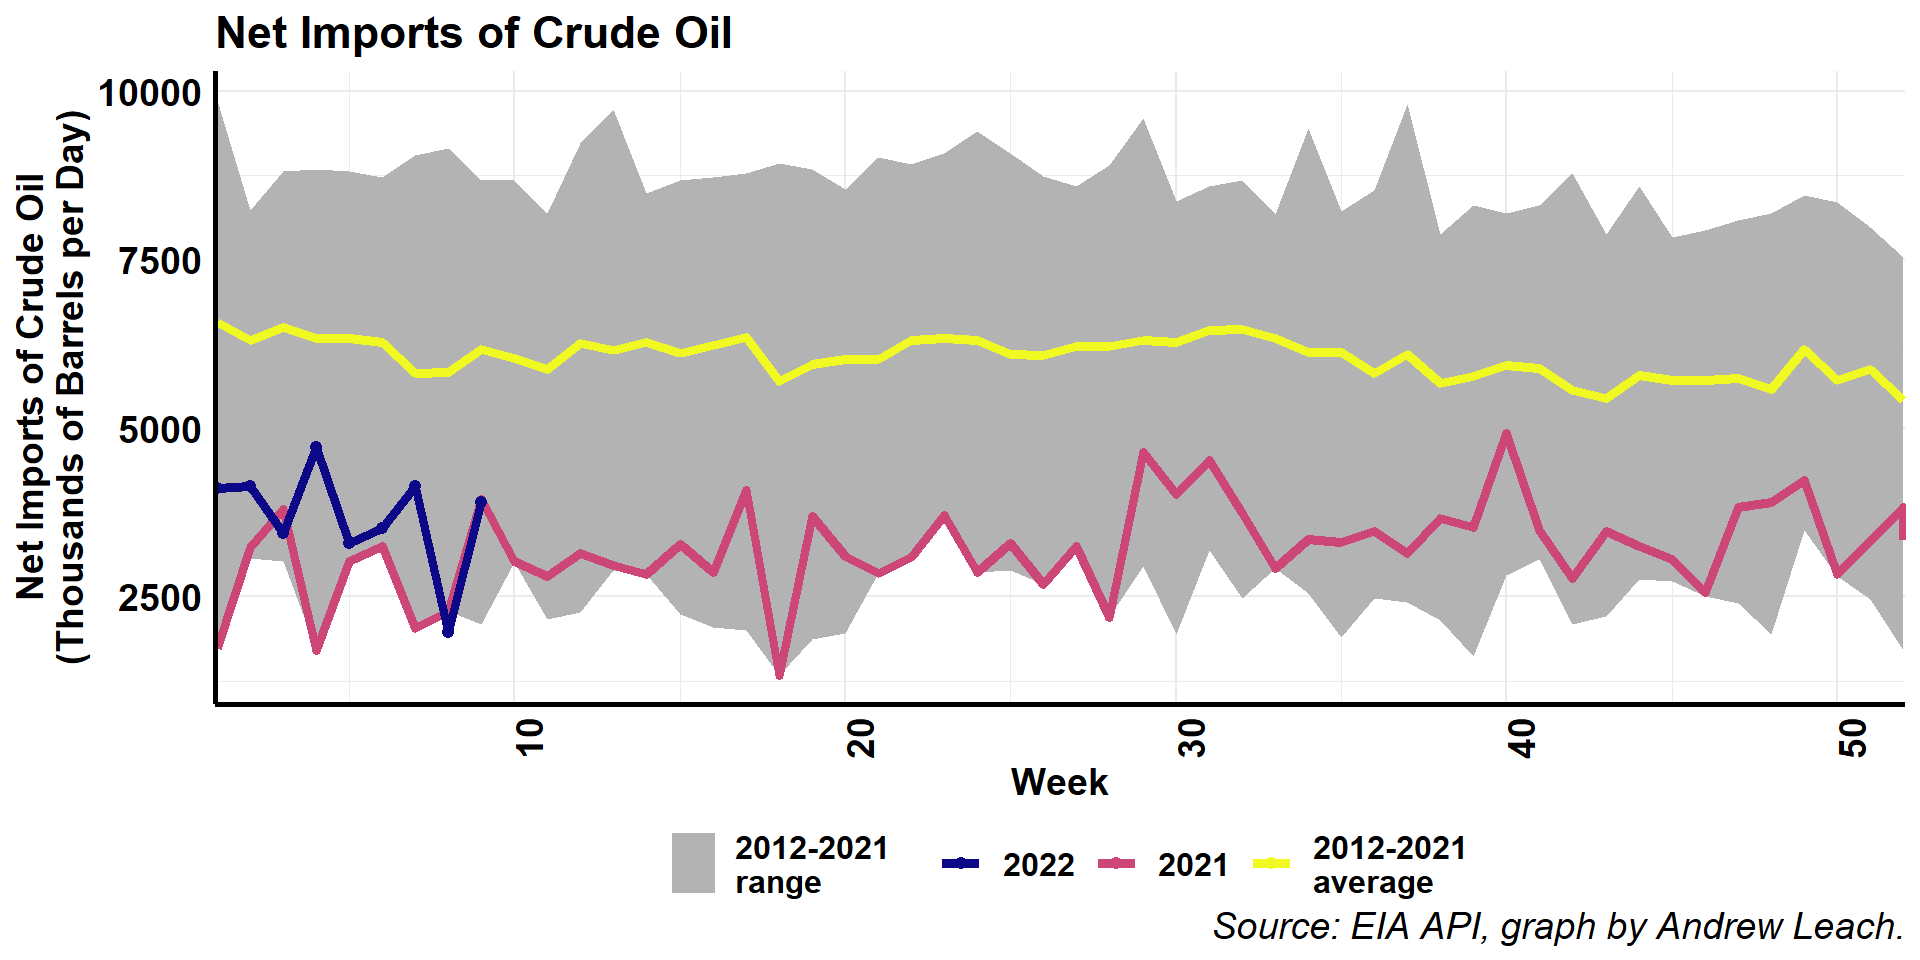 Net Imports of Crude Oil
Net Imports of Crude Oil
(Thousands of Barrels per Day)
10000
7500
5000
2500
10
20
30
40
50
Week
2012-2021
range
2022
2021
2012-2021
average
Source: EIA API, graph by Andrew Leach.